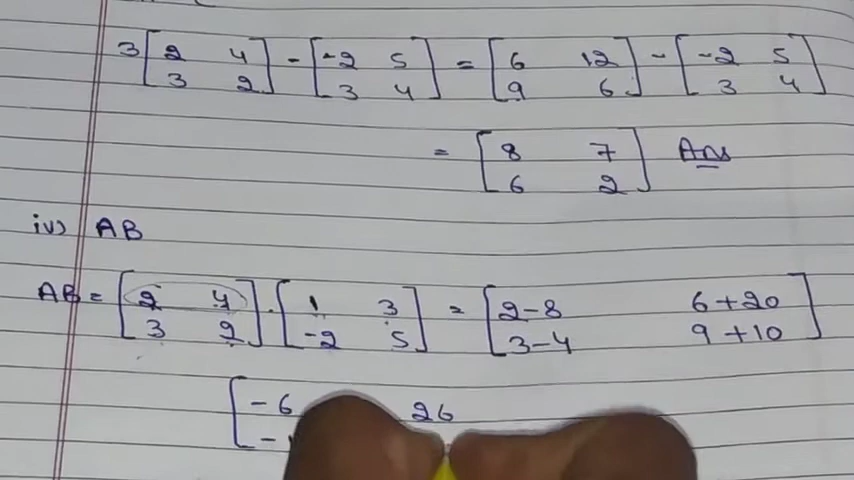 3 [2 4] - [-2 5] = [6 12] - [-2 5]
[3 2] [3 4] [9 6] [3 4]
= [8 7] Ans
[6 2]
iv) AB
AB = [2 4] . [1 3] = [2-8 6+20]
[3 2] [-2 5] [3-4 9+10]
[-6 26